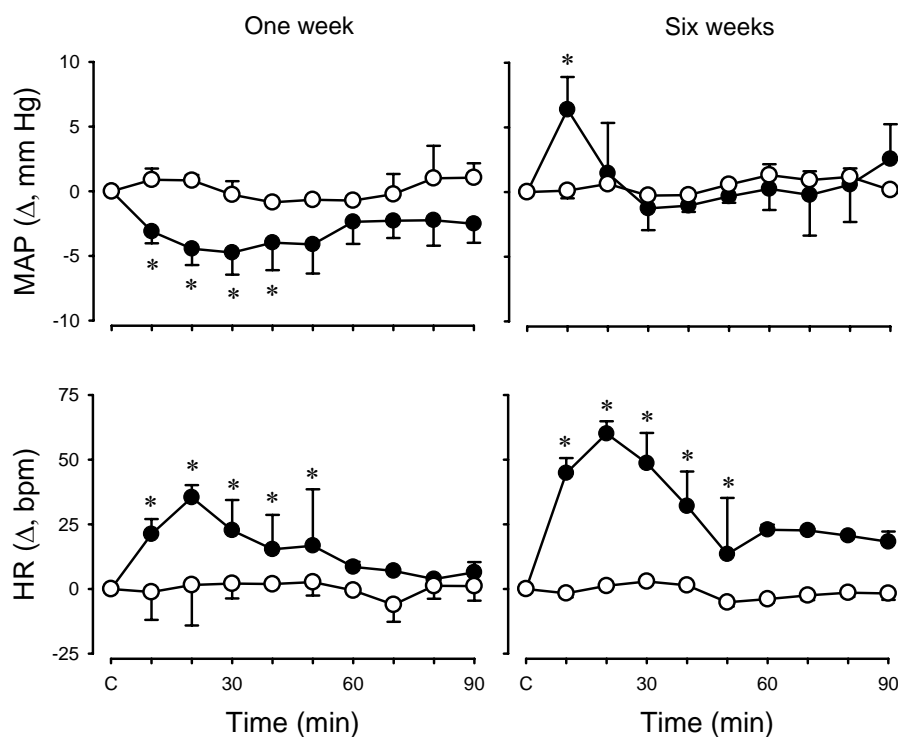 One week
Six weeks
MAP (Δ, mm Hg)
10
5
0
-5
-10
*
* * * *
HR (Δ, bpm)
75
50
25
0
-25
* * * * *
* * * * *
C 30 60 90
C 30 60 90
Time (min)
Time (min)